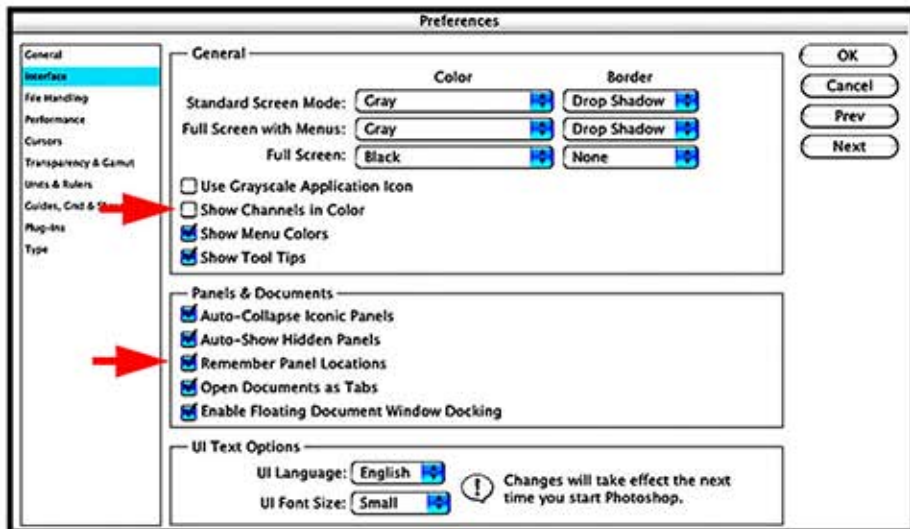 Preferences
General
Interface
File Handling
Performance
Cursors
Transparency & Gamut
Units & Rulers
Guides, Grid &
Plug-Ins
Type
General
Color Border
Standard Screen Mode: Gray Drop Shadow
Full Screen with Menus: Gray Drop Shadow
Full Screen: Black None
Use Grayscale Application Icon
Show Channels in Color
Show Menu Colors
Show Tool Tips
Panels & Documents
Auto-Collapse Iconic Panels
Auto-Show Hidden Panels
Remember Panel Locations
Open Documents as Tabs
Enable Floating Document Window Docking
UI Text Options
UI Language: English
UI Font Size: Small
Changes will take effect the next
time you start Photoshop.
OK
Cancel
Prev
Next